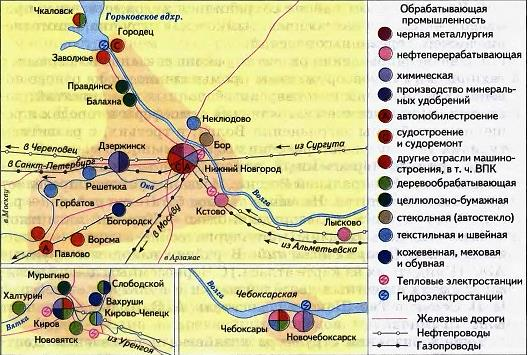 Чкаловск
Горьковское вдхр.
Городец
С
Заволжье
Правдинск
Балахна
Неклюдово
Бор
в Череповец
из Сургута
Дзержинск
в Санкт-Петербург
Нижний Новгород
А
Решетиха
Ока
в Москву
Горбатов
Волга
Кстово
Богородск
Лысково
Ворсма
А
Павлово
в Москву
из Альметьевска
в Арзамас
Мурыгино
Слободской
Халтурин
Вахруши
Вятка
Киров
Кирово-Чепецк
Нововятск
из Уренгоя
Волга
Чебоксарская
Чебоксары
Новочебоксарск
Обрабатывающая
промышленность
черная металлургия
нефтеперерабатывающая
химическая
производство минераль-
ных удобрений
А
автомобилестроение
С
судостроение
и судоремонт
другие отрасли машино-
строения, в т. ч. ВПК
деревообрабатывающая
целлюлозно-бумажная
стекольная (автостекло)
текстильная и швейная
кожевенная, меховая
и обувная
Тепловые электростанции
Гидроэлектростанции
Железные дороги
Нефтепроводы
Газопроводы